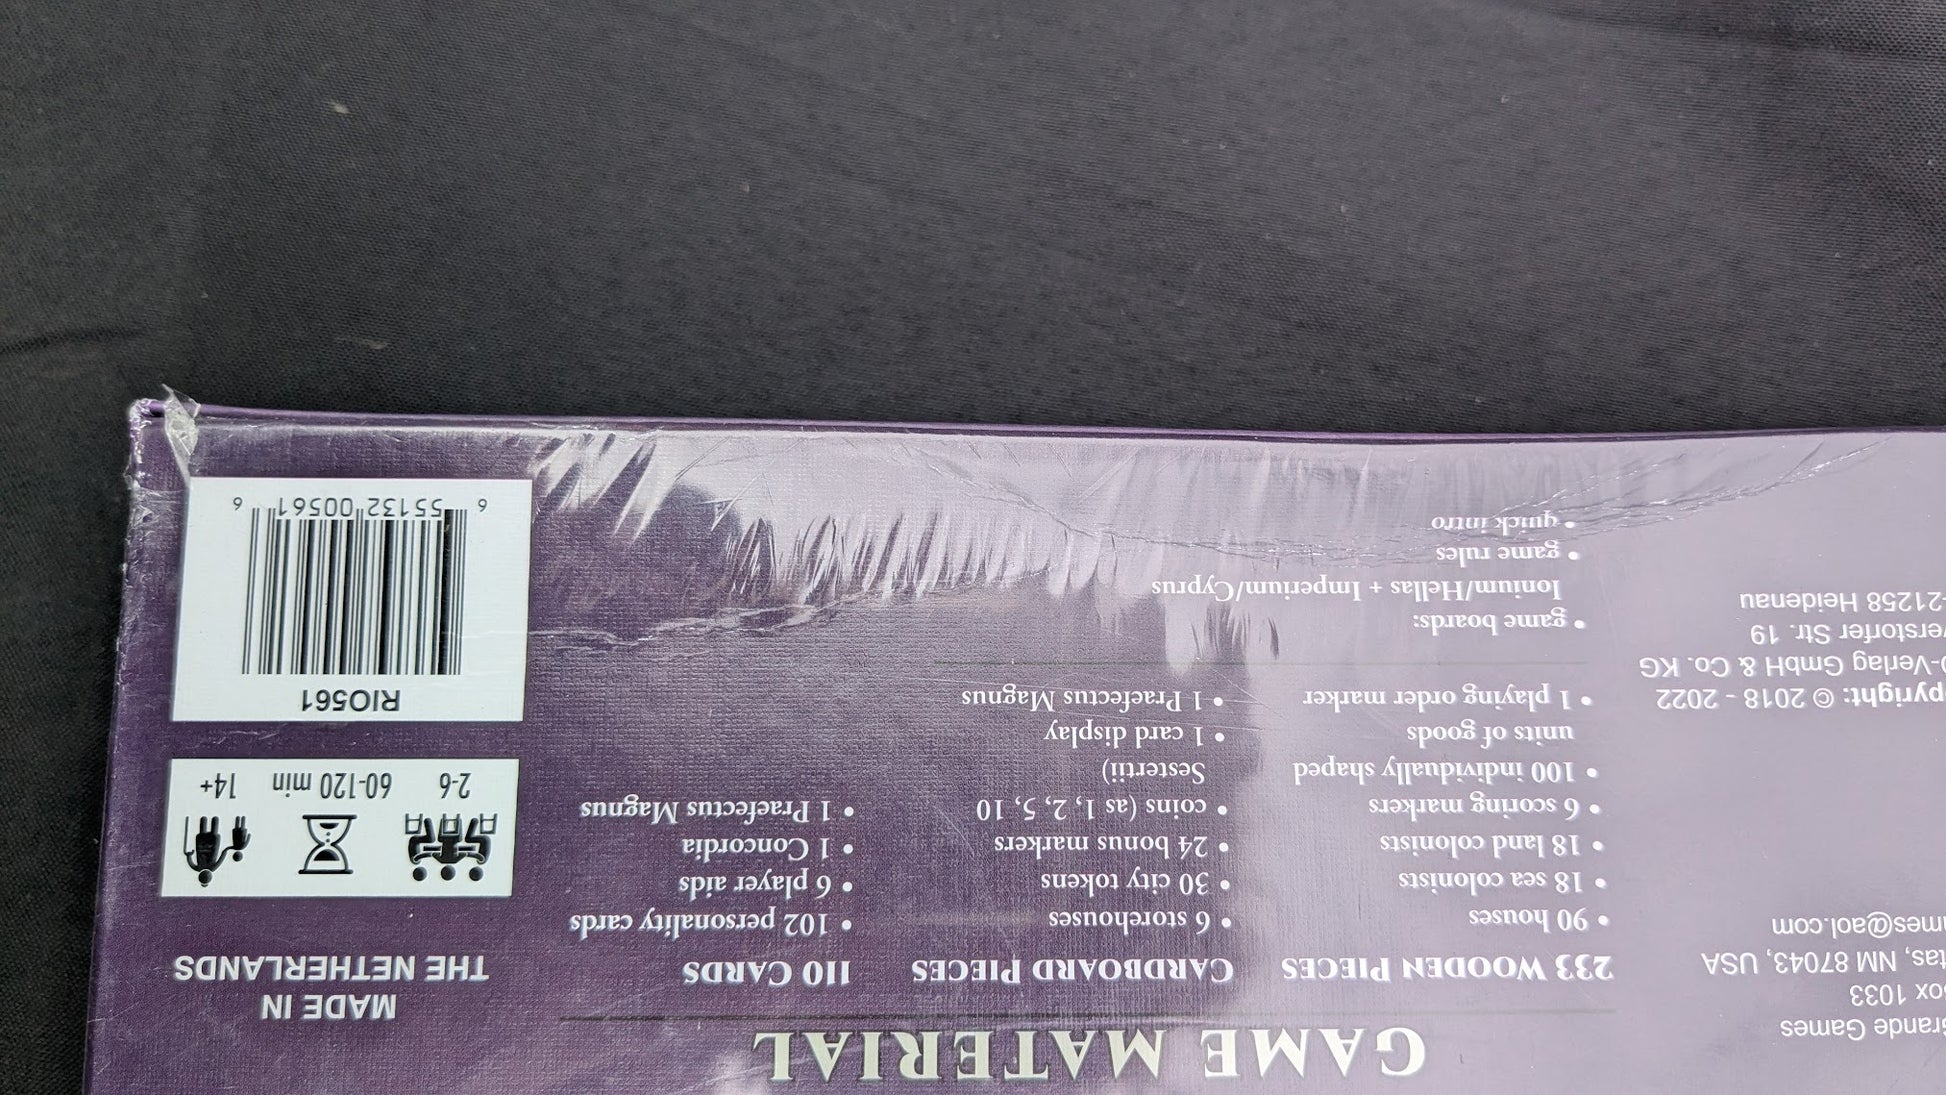 GAME MATERIAL
233 WOODEN PIECES
• 90 houses
• 18 sea colonists
• 18 land colonists
• 6 scoring markers
• 100 individually shaped
units of goods
• 1 playing order marker
CARDBOARD PIECES
• 6 storehouses
• 30 city tokens
• 24 bonus markers
• coins (as 1, 2, 5, 10
Sestertii)
• 1 card display
• 1 Praefectus Magnus
110 CARDS
• 102 personality cards
• 6 player aids
• 1 Concordia
• 1 Praefectus Magnus
• game boards:
Ionium/Hellas + Imperium/Cyprus
• game rules
• quick intro
MADE IN
THE NETHERLANDS
2-6 60-120 min 14+
RIO561
6 55132 00561 6
Grande Games
ox 1033
NM 87043, USA
mes@aol.com
pyright: © 2018 - 2022
-Verlag GmbH & Co. KG
verstorfer Str. 19
-21258 Heidenau